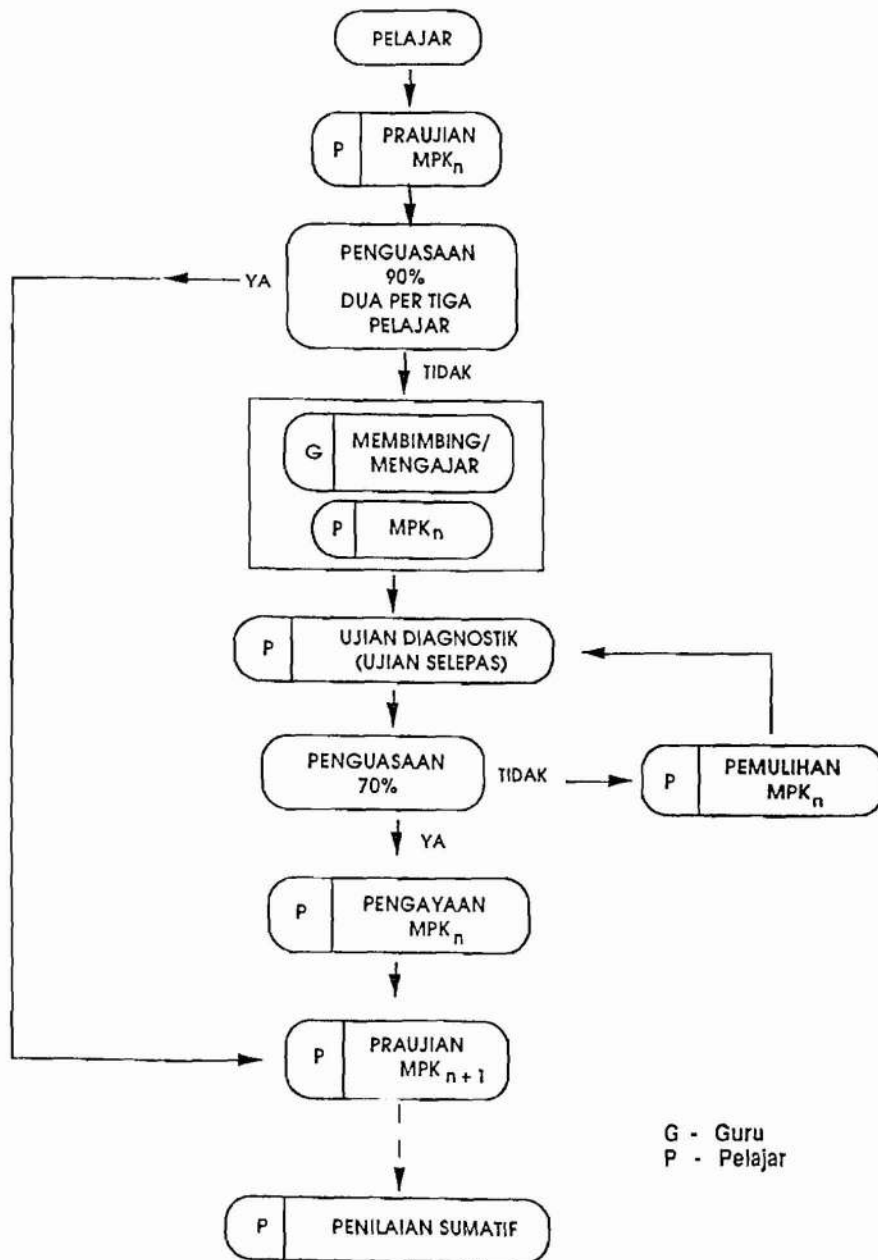 PELAJAR
P
PRAUJIAN
MPKn
PENGUASAAN
90%
DUA PER TIGA
PELAJAR
YA
TIDAK
G
MEMBIMBING/
MENGAJAR
P
MPKn
P
UJIAN DIAGNOSTIK
(UJIAN SELEPAS)
PENGUASAAN
70%
TIDAK
P
PEMULIHAN
MPKn
YA
P
PENGAYAAN
MPKn
P
PRAUJIAN
MPKn+1
G - Guru
P - Pelajar
P
PENILAIAN SUMATIF